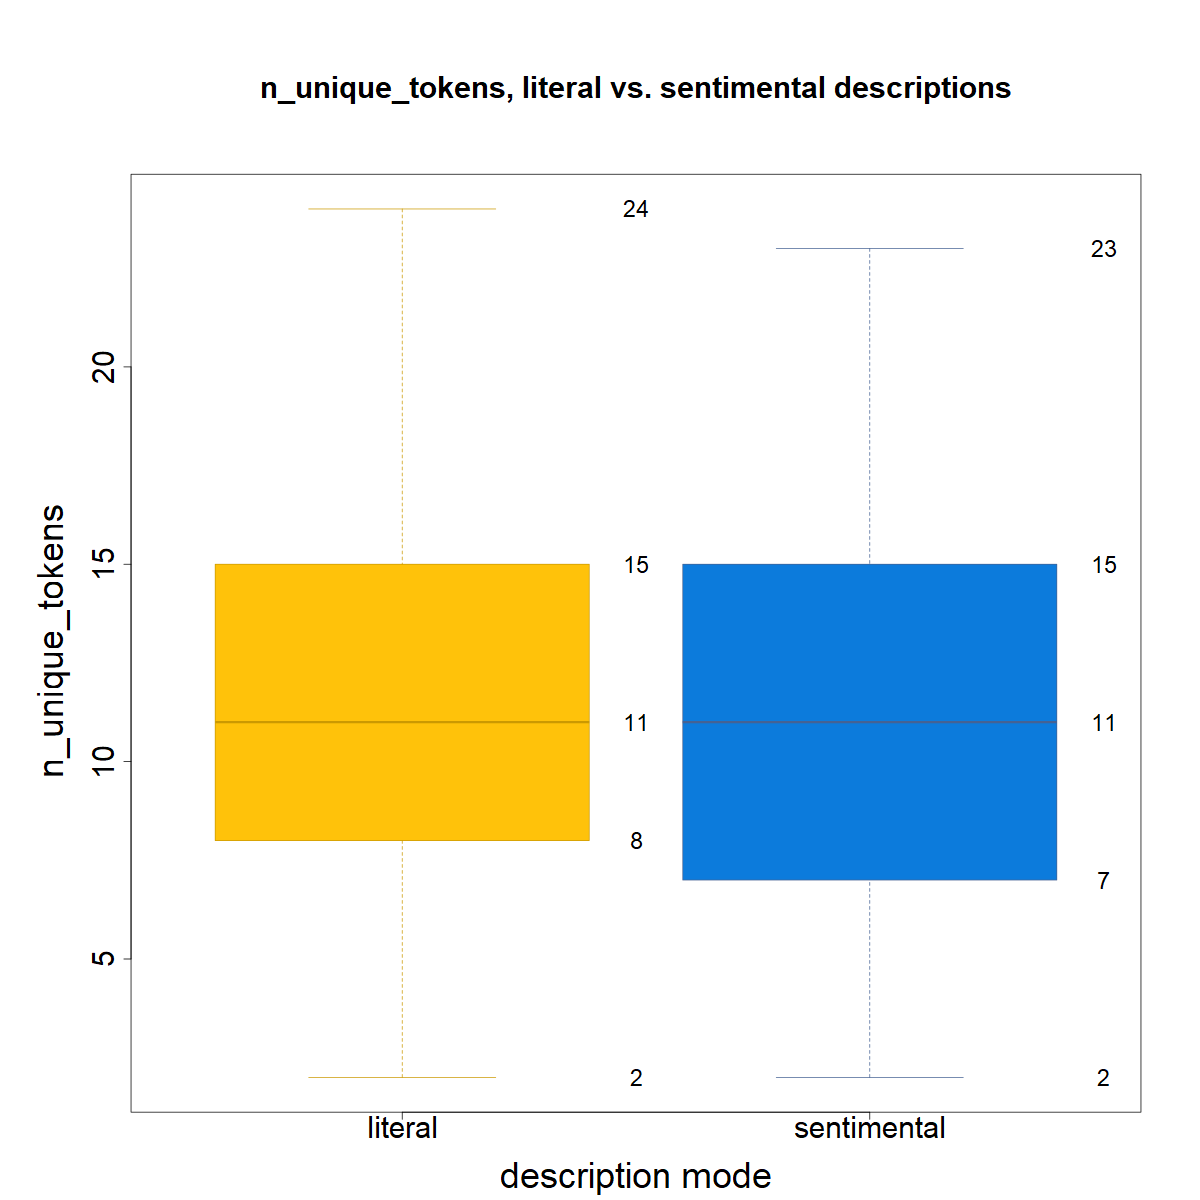 n_unique_tokens, literal vs. sentimental descriptions
n_unique_tokens
20
15
10
5
24
15
11
8
2
23
15
11
7
2
literal
sentimental
description mode